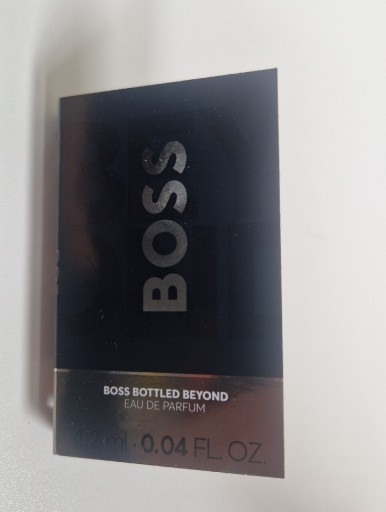 BOSS
BOSS BOTTLED BEYOND
EAU DE PARFUM
1.2 ml · 0.04 FL. OZ.